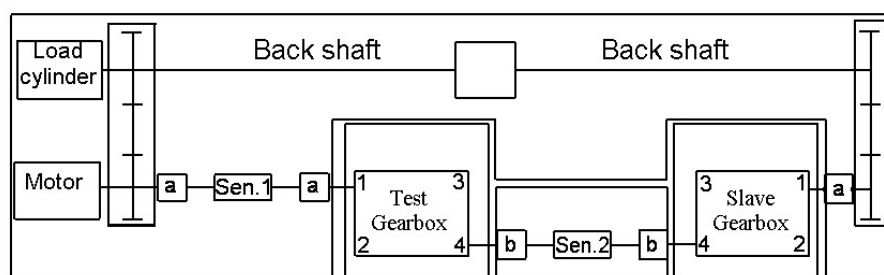 Load
cylinder
Back shaft
Back shaft
Motor
a
Sen.1
a
1
3
Test
Gearbox
2
4
b
Sen.2
b
3
1
Slave
Gearbox
4
2
a